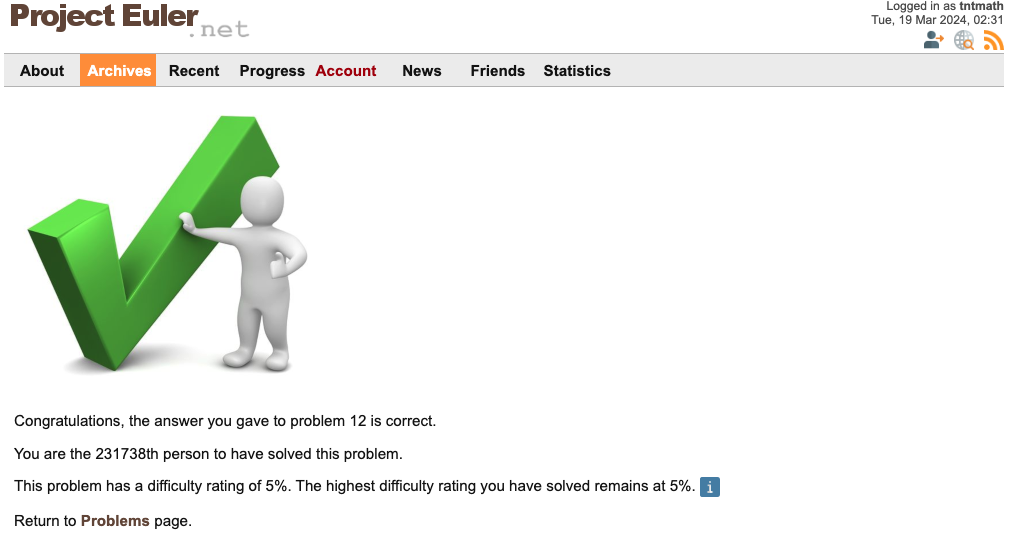 Project Euler
.net
Logged in as tntmath
Tue, 19 Mar 2024, 02:31
About Archives Recent Progress Account News Friends Statistics
Congratulations, the answer you gave to problem 12 is correct.
You are the 231738th person to have solved this problem.
This problem has a difficulty rating of 5%. The highest difficulty rating you have solved remains at 5%. i
Return to Problems page.